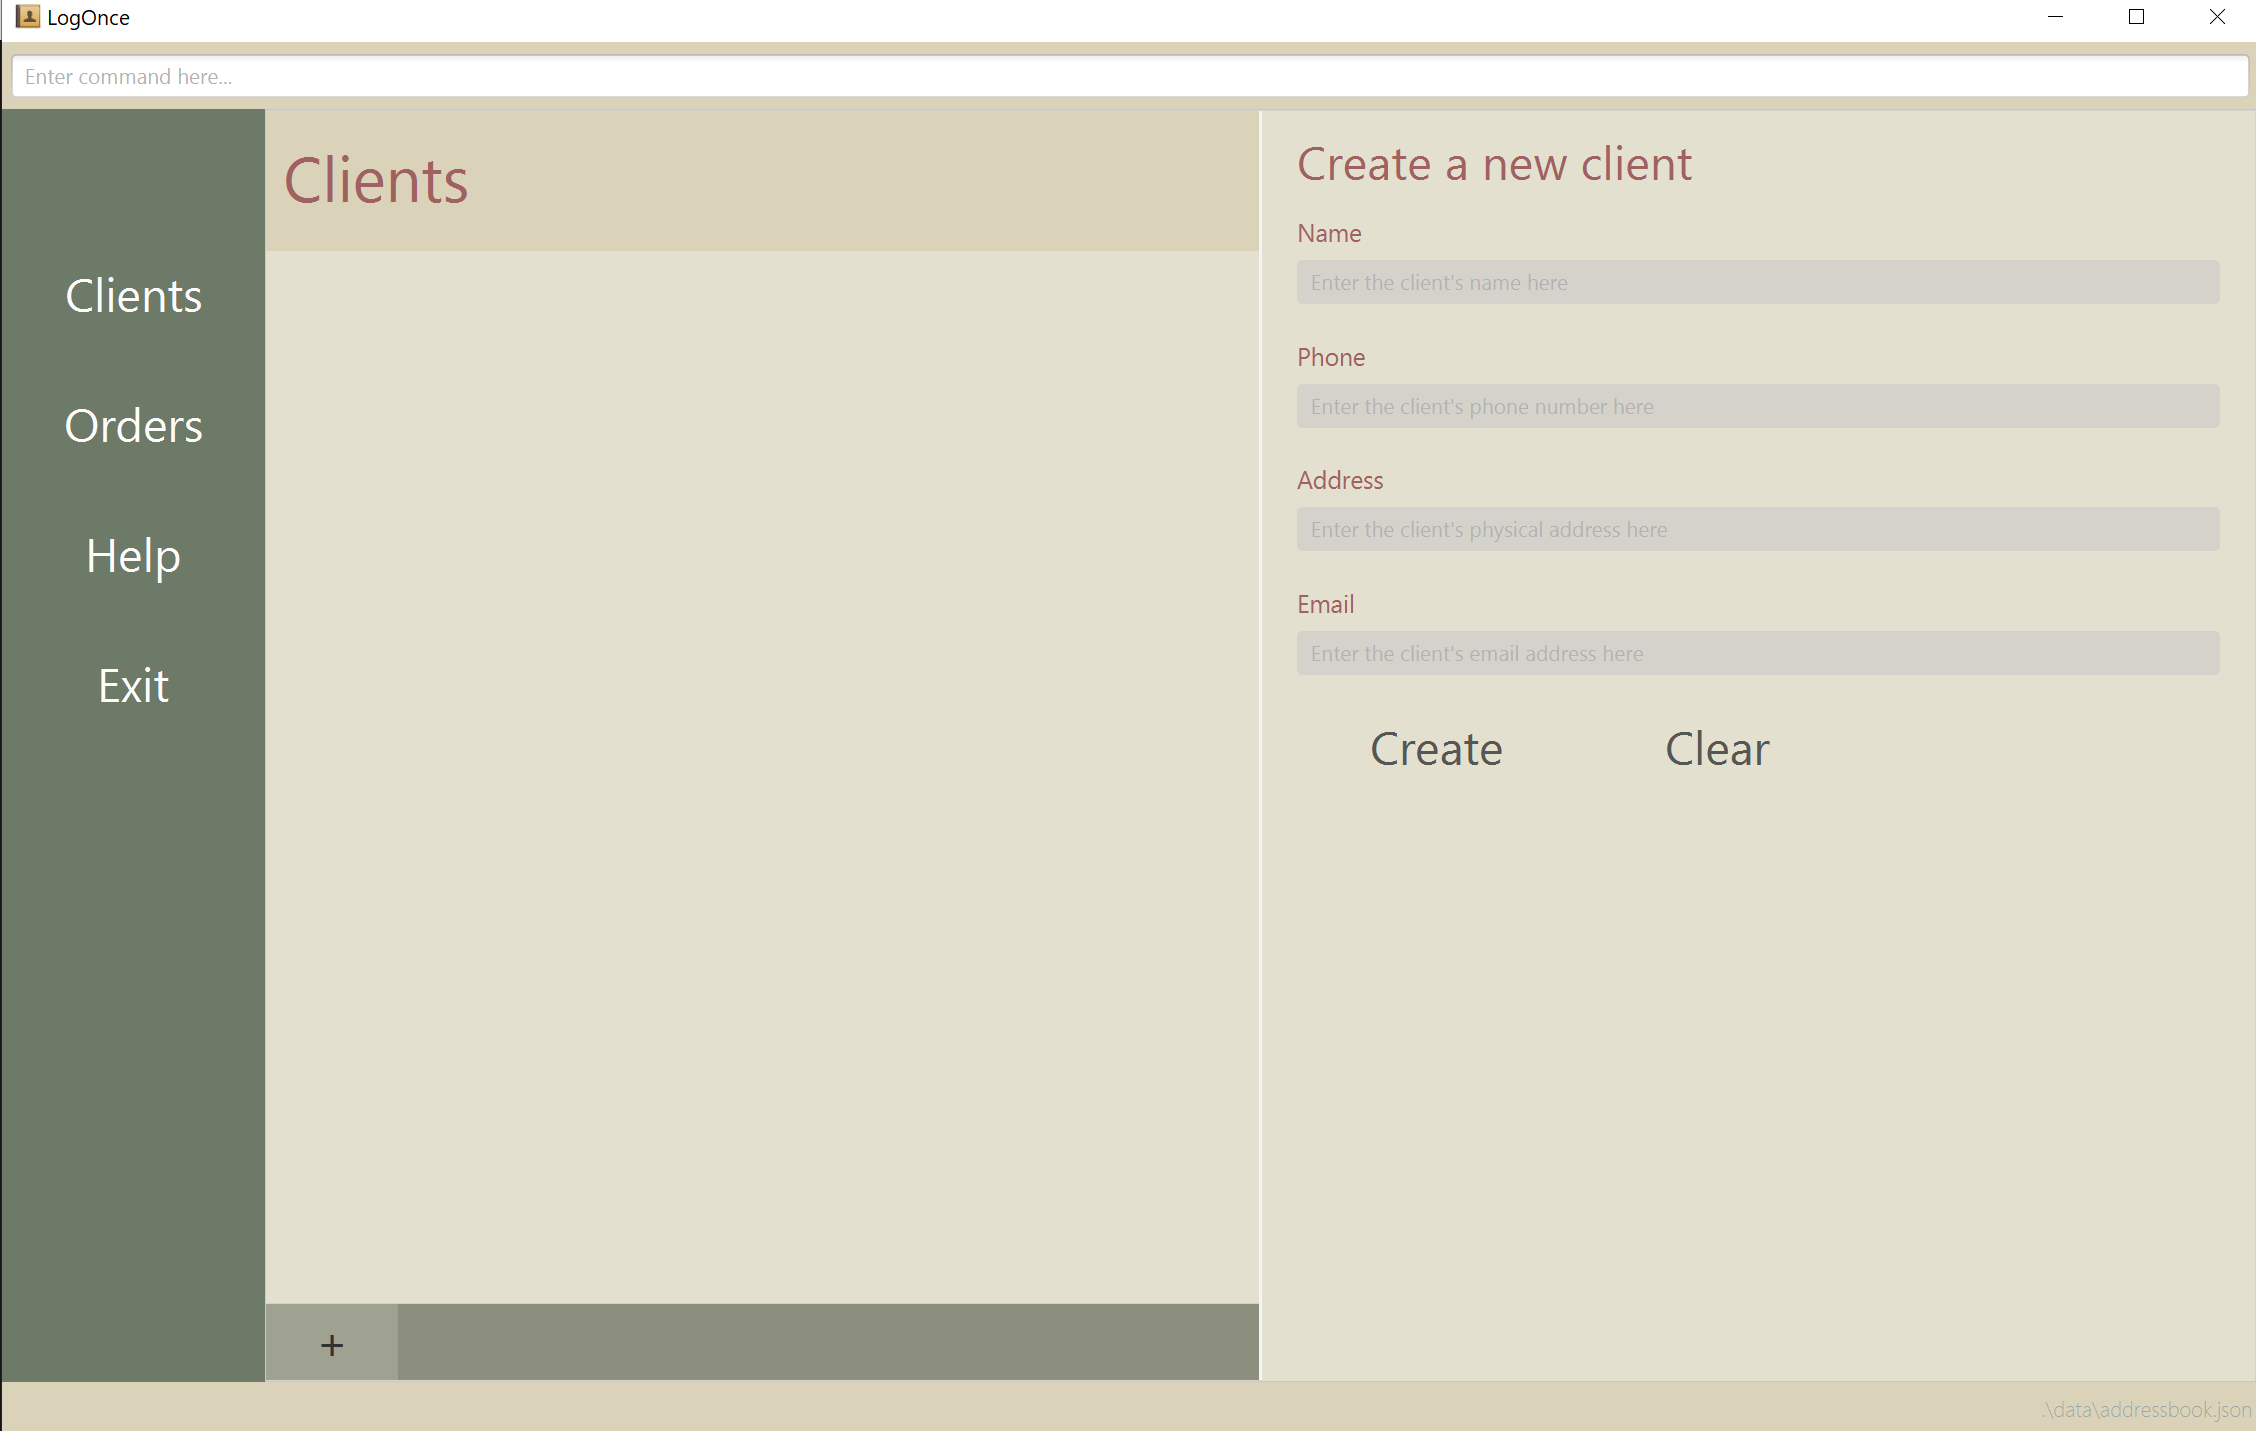 LogOnce
Enter command here...
Clients
Orders
Help
Exit
Clients
+
Create a new client
Name
Enter the client's name here
Phone
Enter the client's phone number here
Address
Enter the client's physical address here
Email
Enter the client's email address here
Create
Clear
.\data\addressbook.json